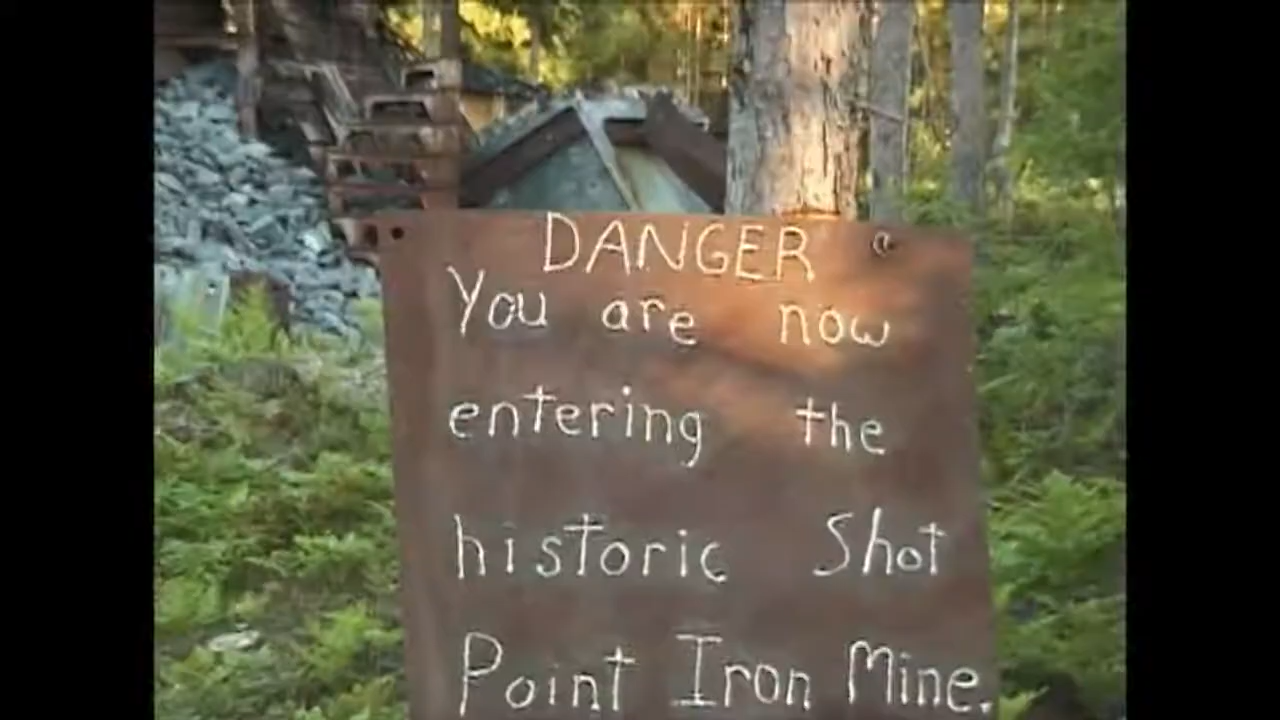 DANGER
You are now
entering the
historic Shot
Point Iron Mine.